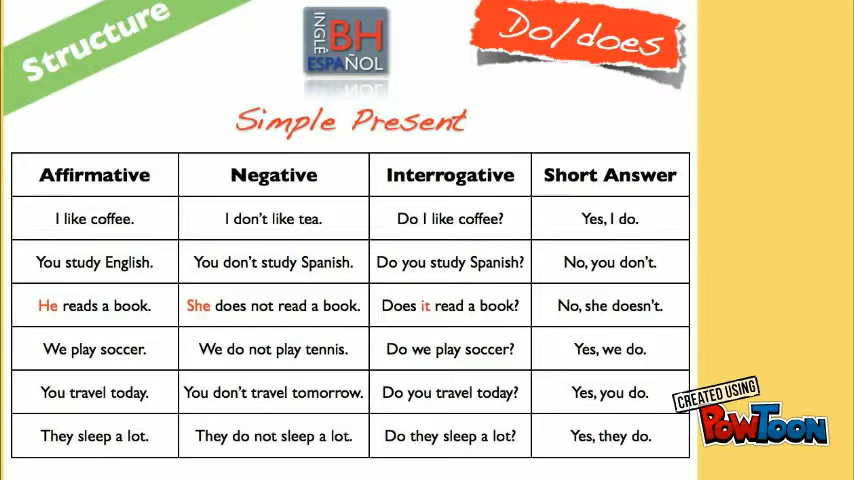 Structure
INGLÊ
BH
ESPAÑOL
Do/does
Simple Present
Affirmative Negative Interrogative Short Answer
I like coffee. I don't like tea. Do I like coffee? Yes, I do.
You study English. You don't study Spanish. Do you study Spanish? No, you don't.
He reads a book. She does not read a book. Does it read a book? No, she doesn't.
We play soccer. We do not play tennis. Do we play soccer? Yes, we do.
You travel today. You don't travel tomorrow. Do you travel today? Yes, you do.
They sleep a lot. They do not sleep a lot. Do they sleep a lot? Yes, they do.
CREATED USING
POWTOON